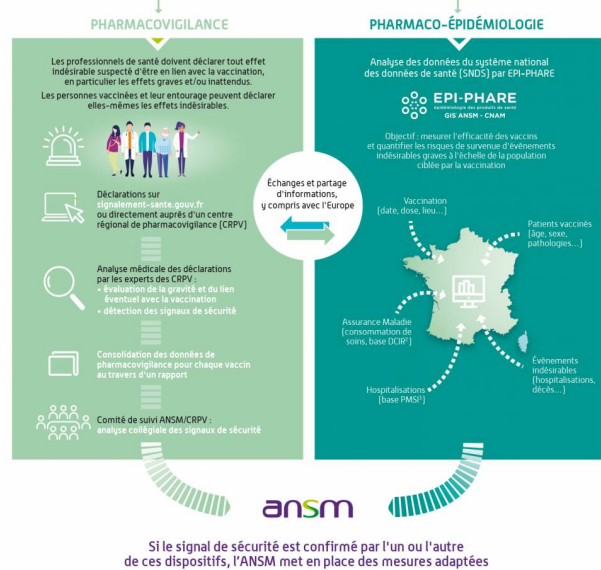 PHARMACOVIGILANCE
Les professionnels de santé doivent déclarer tout effet
indésirable suspecté d'être en lien avec la vaccination,
en particulier les effets graves et/ou inattendus.
Les personnes vaccinées et leur entourage peuvent déclarer
elles-mêmes les effets indésirables.
Déclarations sur
signalement-sante.gouv.fr
ou directement auprès d'un centre
régional de pharmacovigilance (CRPV)
Analyse médicale des déclarations
par les experts des CRPV :
• évaluation de la gravité et du lien
éventuel avec la vaccination
• détection des signaux de sécurité
Consolidation des données de
pharmacovigilance pour chaque vaccin
au travers d'un rapport
Comité de suivi ANSM/CRPV :
analyse collégiale des signaux de sécurité
Échanges et partage
d'informations,
y compris avec l'Europe
PHARMACO-ÉPIDÉMIOLOGIE
Analyse des données du système national
des données de santé (SNDS) par EPI-PHARE
EPI-PHARE
épidémiologie des produits de santé
GIS ANSM - CNAM
Objectif : mesurer l'efficacité des vaccins
et quantifier les risques de survenue d'évènements
indésirables graves à l'échelle de la population
ciblée par la vaccination
Vaccination
(date, dose, lieu...)
Patients vaccinés
(âge, sexe,
pathologies...)
Assurance Maladie
(consommation de
soins, base DCIR²)
Évènements
indésirables
(hospitalisations,
décès...)
Hospitalisations
(base PMSI³)
ansm
Si le signal de sécurité est confirmé par l'un ou l'autre
de ces dispositifs, l'ANSM met en place des mesures adaptées